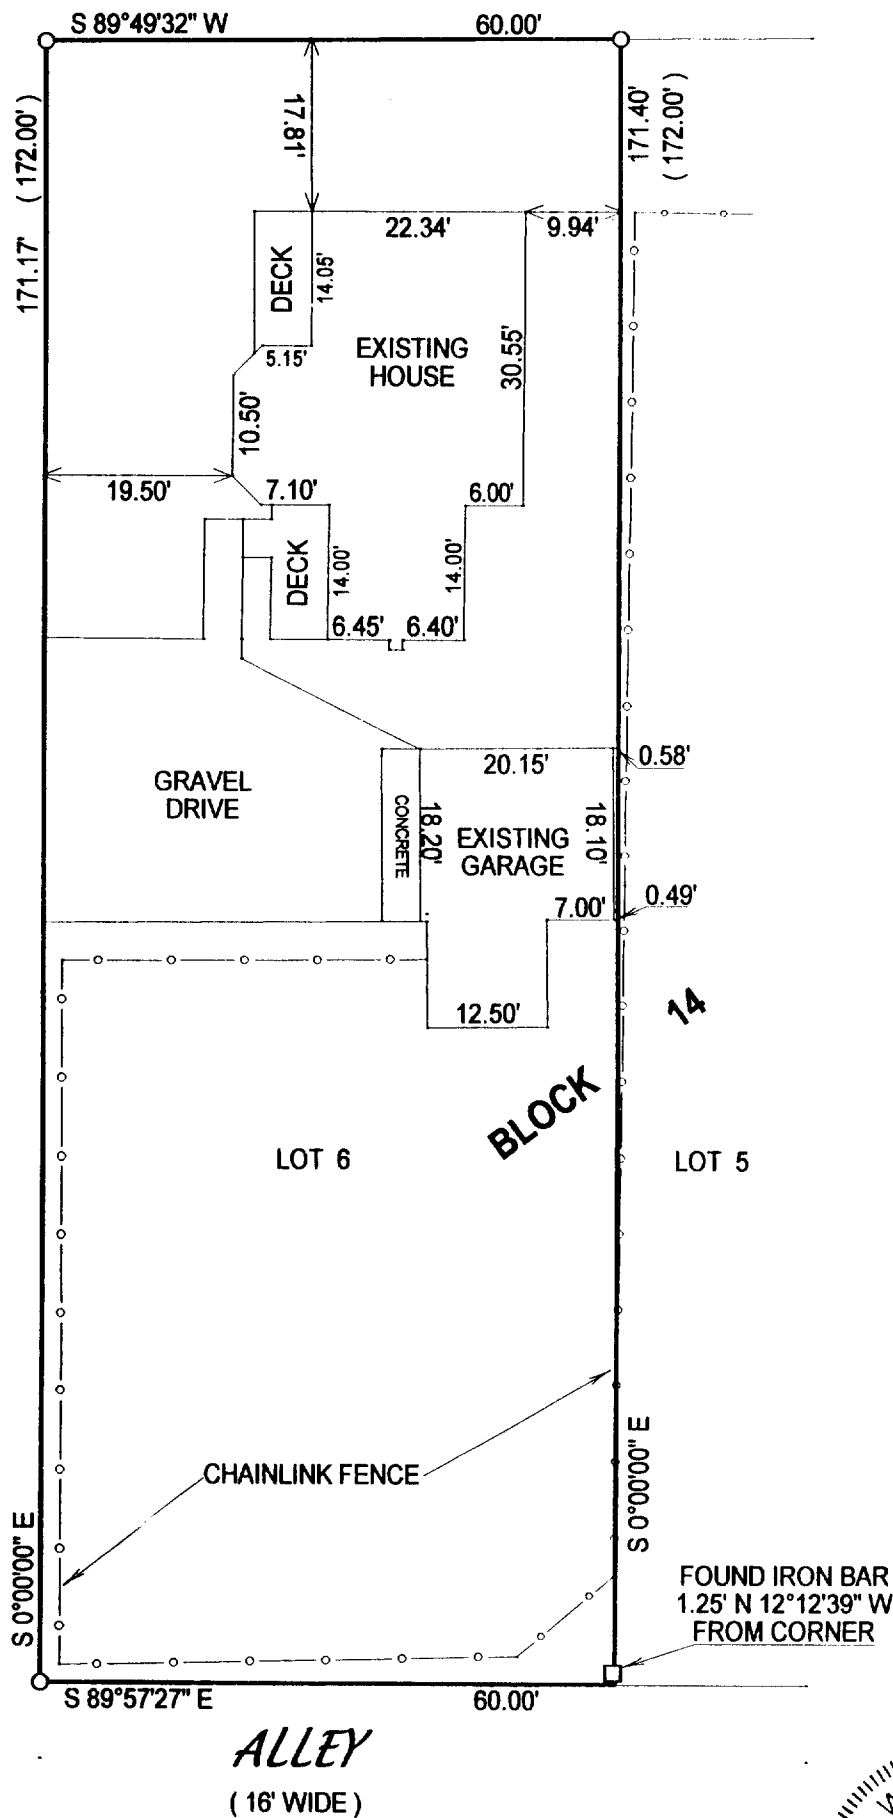 S 89°49'32" W 60.00'
171.17' ( 172.00' )
17.81'
171.40'
( 172.00' )
22.34'
9.94'
DECK
14.05'
5.15'
EXISTING
HOUSE
30.55'
10.50'
19.50'
7.10'
6.00'
DECK
14.00'
14.00'
6.45'
6.40'
0.58'
20.15'
GRAVEL
DRIVE
CONCRETE
18.20'
EXISTING
GARAGE
18.10'
7.00'
0.49'
12.50'
BLOCK 14
LOT 6
LOT 5
CHAINLINK FENCE
S 0°00'00" E
S 0°00'00" E
FOUND IRON BAR
1.25' N 12°12'39" W
FROM CORNER
S 89°57'27" E 60.00'
ALLEY
( 16' WIDE )